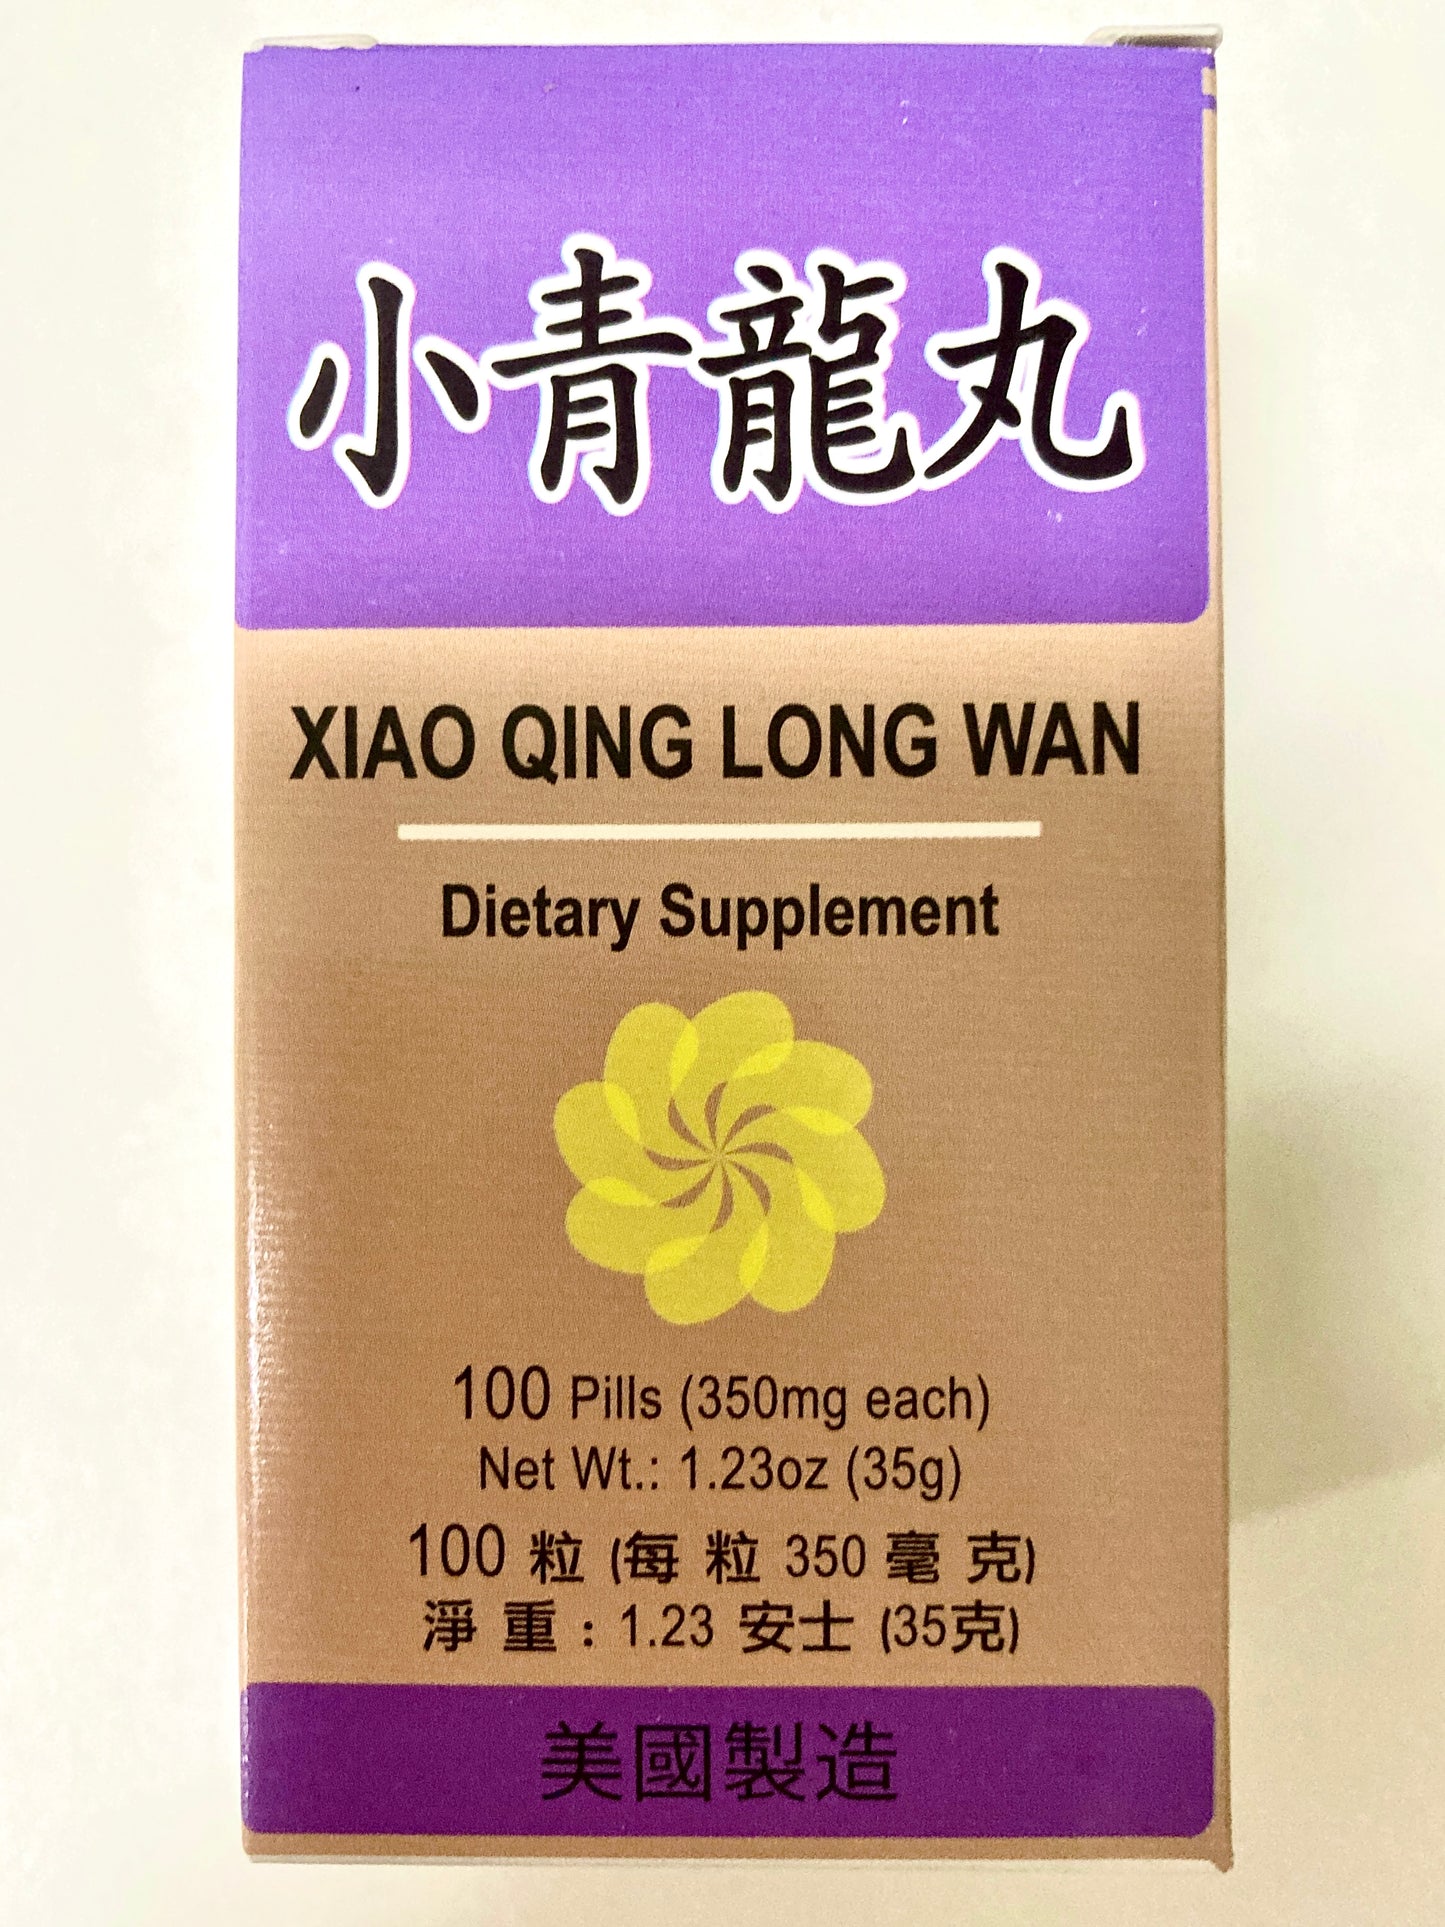 小青龍丸
XIAO QING LONG WAN
Dietary Supplement
100 Pills (350mg each)
Net Wt.: 1.23oz (35g)
100 粒 (每 粒 350 毫 克)
淨 重 : 1.23 安士 (35克)
美國製造